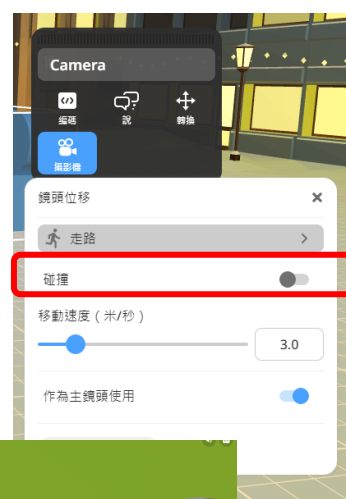 Camera
編碼
說
轉換
攝影機
鏡頭位移
走路
碰撞
移動速度（米/秒）
3.0
作為主鏡頭使用